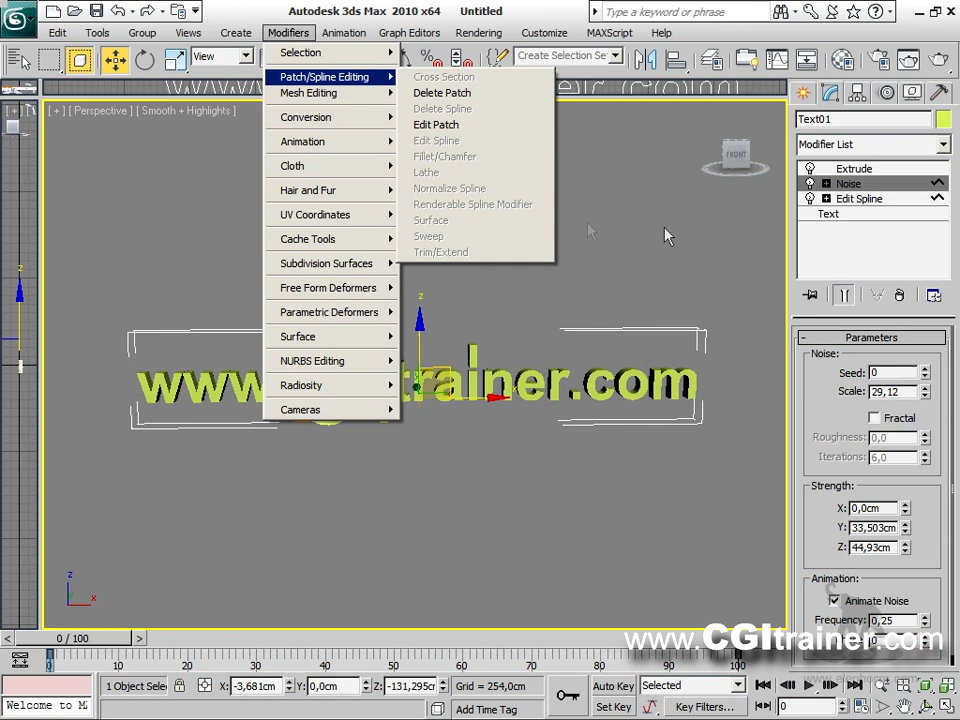 Autodesk 3ds Max 2010 x64 Untitled
Type a keyword or phrase
Edit Tools Group Views Create Modifiers Animation Graph Editors Rendering Customize MAXScript Help
View
Create Selection Se
[ + ] [ Perspective ] [ Smooth + Highlights ]
Selection
Patch/Spline Editing
Mesh Editing
Conversion
Animation
Cloth
Hair and Fur
UV Coordinates
Cache Tools
Subdivision Surfaces
Free Form Deformers
Parametric Deformers
Surface
NURBS Editing
Radiosity
Cameras
Cross Section
Delete Patch
Delete Spline
Edit Patch
Edit Spline
Fillet/Chamfer
Lathe
Normalize Spline
Renderable Spline Modifier
Surface
Sweep
Trim/Extend
FRONT
Text01
Modifier List
Extrude
Noise
Edit Spline
Text
Parameters
Noise:
Seed: 0
Scale: 29,12
Fractal
Roughness: 0,0
Iterations: 6,0
Strength:
X: 0,0cm
Y: 33,503cm
Z: 44,93cm
Animation:
Animate Noise
Frequency: 0,25
z
z
z
x
www. trainer.com
www.CGItrainer.com
0 / 100
0 10 20 30 40 50 60 70 80 90 100
1 Object Selec
X: -3,681cm Y: 0,0cm Z: -131,295cm
Grid = 254,0cm
Auto Key Selected
Welcome to M
Add Time Tag
Set Key Key Filters...
0